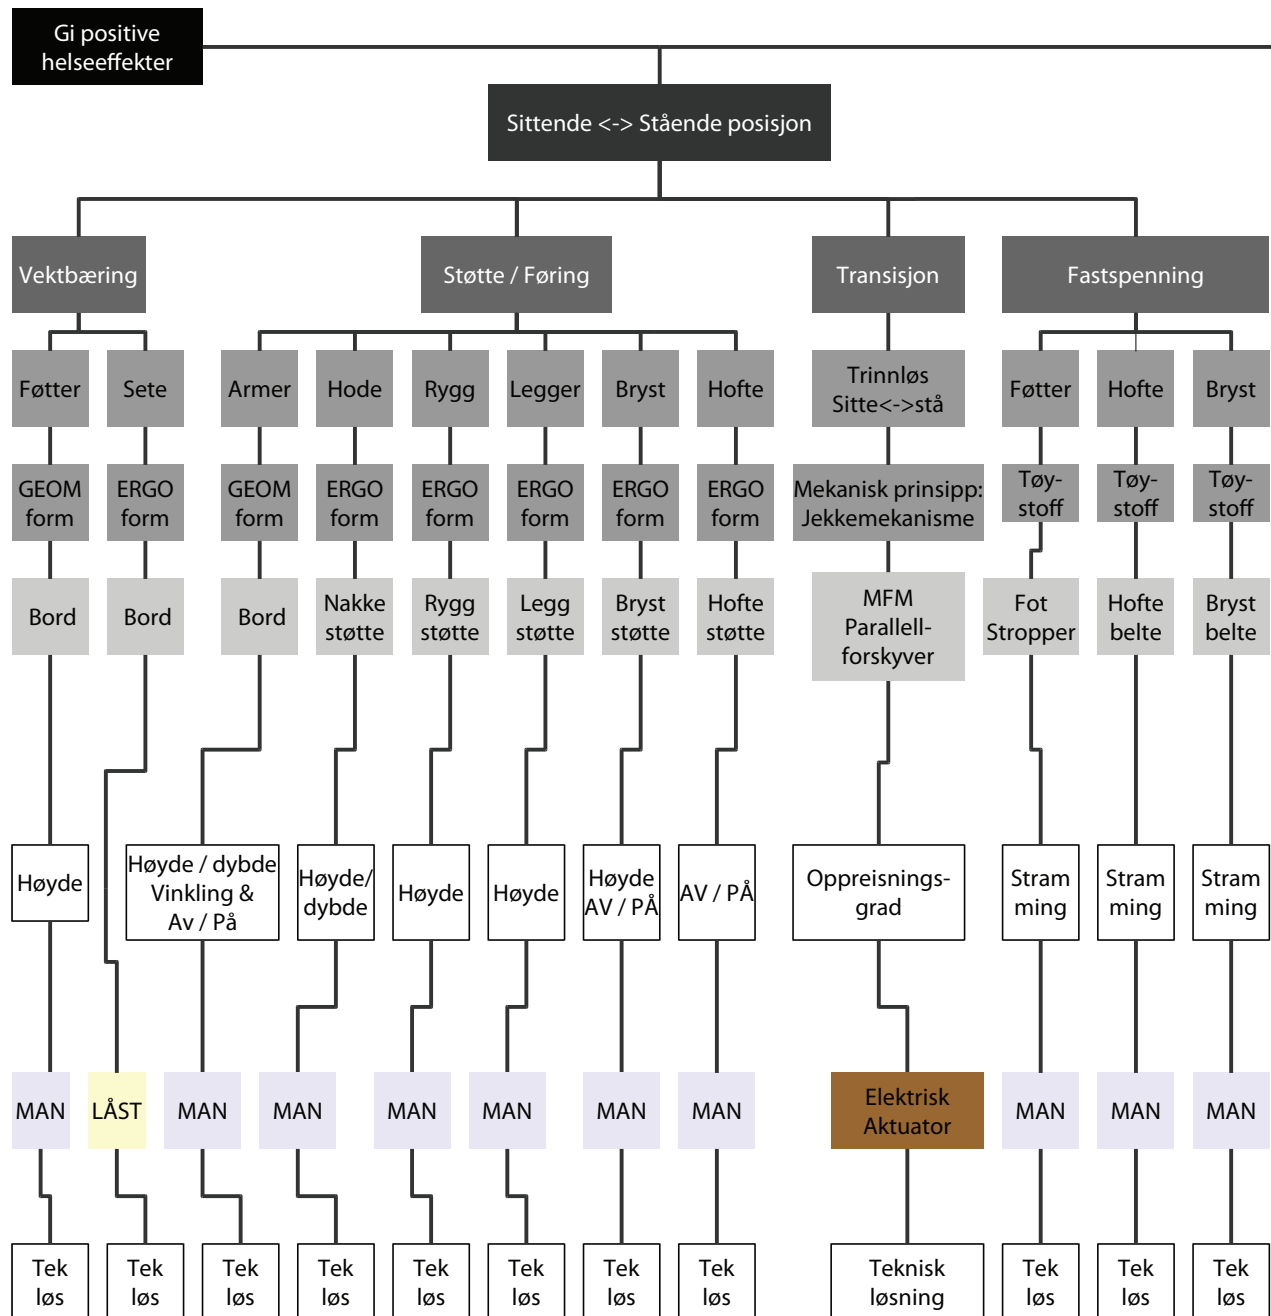 Gi positive
helseeffekter
Sittende <-> Stående posisjon
Vektbæring
Støtte / Føring
Transisjon
Fastspenning
Føtter
Sete
Armer
Hode
Rygg
Legger
Bryst
Hofte
Trinnløs
Sitte<->stå
Føtter
Hofte
Bryst
GEOM
form
ERGO
form
GEOM
form
ERGO
form
ERGO
form
ERGO
form
ERGO
form
ERGO
form
Mekanisk prinsipp:
Jekkemekanisme
Tøy-
stoff
Tøy-
stoff
Tøy-
stoff
Bord
Bord
Bord
Nakke
støtte
Rygg
støtte
Legg
støtte
Bryst
støtte
Hofte
støtte
MFM
Parallell-
forskyver
Fot
Stropper
Hofte
belte
Bryst
belte
Høyde
Høyde / dybde
Vinkling &
Av / På
Høyde/
dybde
Høyde
Høyde
Høyde
AV / PÅ
AV / PÅ
Oppreisnings-
grad
Stram
ming
Stram
ming
Stram
ming
MAN
LÅST
MAN
MAN
MAN
MAN
MAN
MAN
Elektrisk
Aktuator
MAN
MAN
MAN
Tek
løs
Tek
løs
Tek
løs
Tek
løs
Tek
løs
Tek
løs
Tek
løs
Tek
løs
Teknisk
løsning
Tek
løs
Tek
løs
Tek
løs